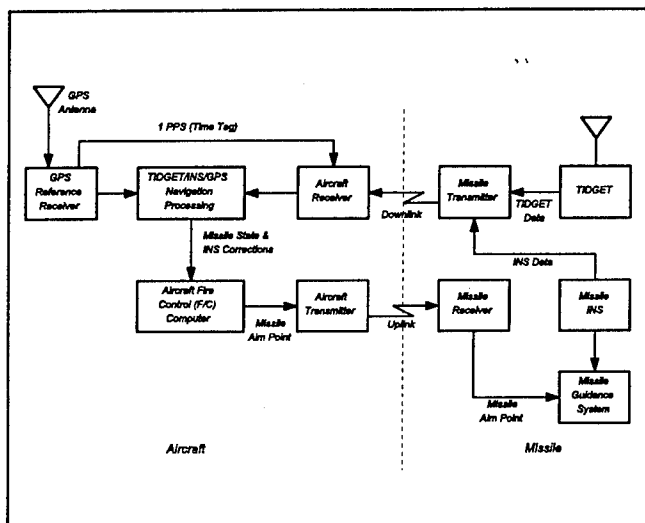 GPS
Antenna
1 PPS (Time Tag)
GPS
Reference
Receiver
TIDGET/INS/GPS
Navigation
Processing
Aircraft
Receiver
Downlink
Missile
Transmitter
TIDGET
Data
TIDGET
Missile State &
INS Corrections
INS Data
Aircraft Fire
Control (F/C)
Computer
Missile
Aim Point
Aircraft
Transmitter
Uplink
Missile
Receiver
Missile
INS
Missile
Aim Point
Missile
Guidance
System
Aircraft
Missile